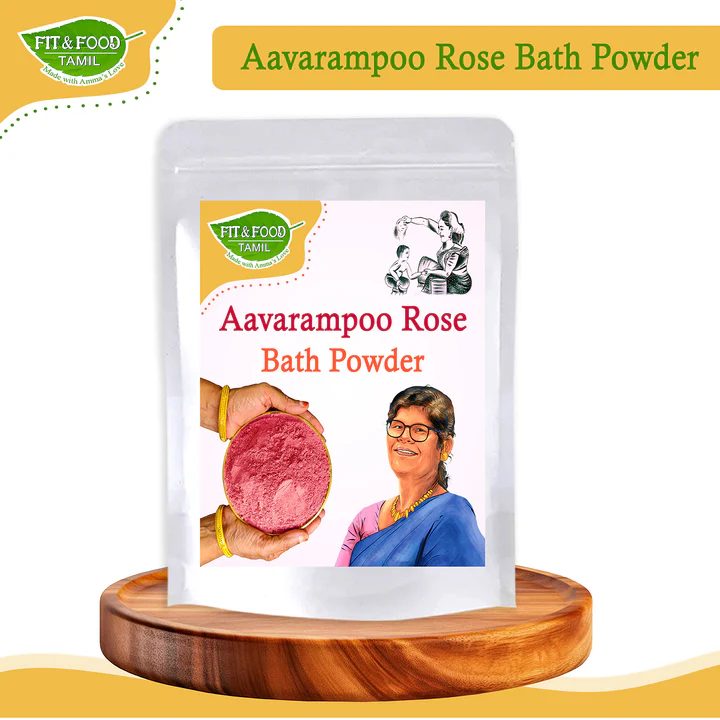 FIT & FOOD
TAMIL
Made with Amma's Love
Aavarampoo Rose Bath Powder
FIT & FOOD
TAMIL
Made with Amma's Love
Aavarampoo Rose
Bath Powder